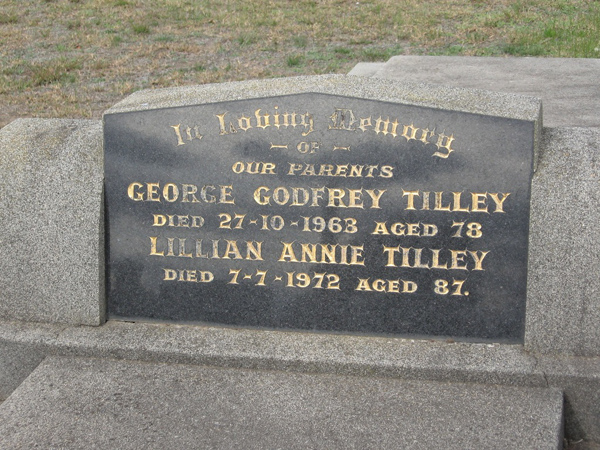 In Loving Memory
- OF -
OUR PARENTS
GEORGE GODFREY TILLEY
DIED 27-10-1963 AGED 78
LILLIAN ANNIE TILLEY
DIED 7-7-1972 AGED 87.